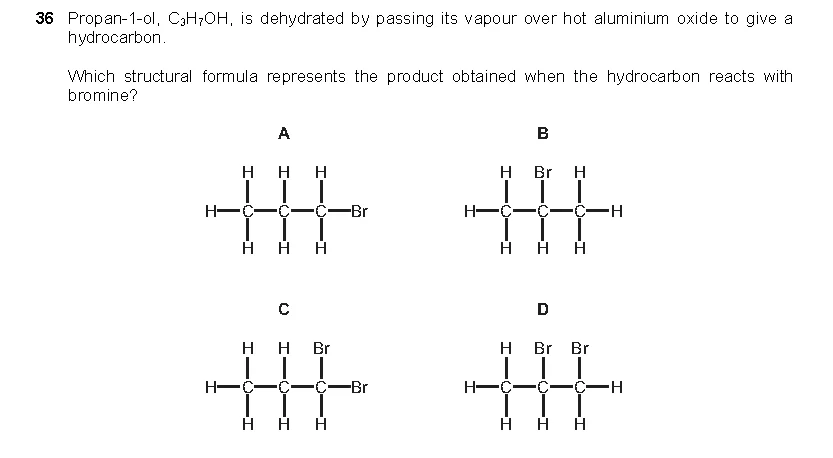 36 Propan-1-ol, C₃H₇OH, is dehydrated by passing its vapour over hot aluminium oxide to give a
hydrocarbon.
Which structural formula represents the product obtained when the hydrocarbon reacts with
bromine?
A
H H H
H C C C Br
H H H
B
H Br H
H C C C H
H H H
C
H H Br
H C C C Br
H H H
D
H Br Br
H C C C H
H H H